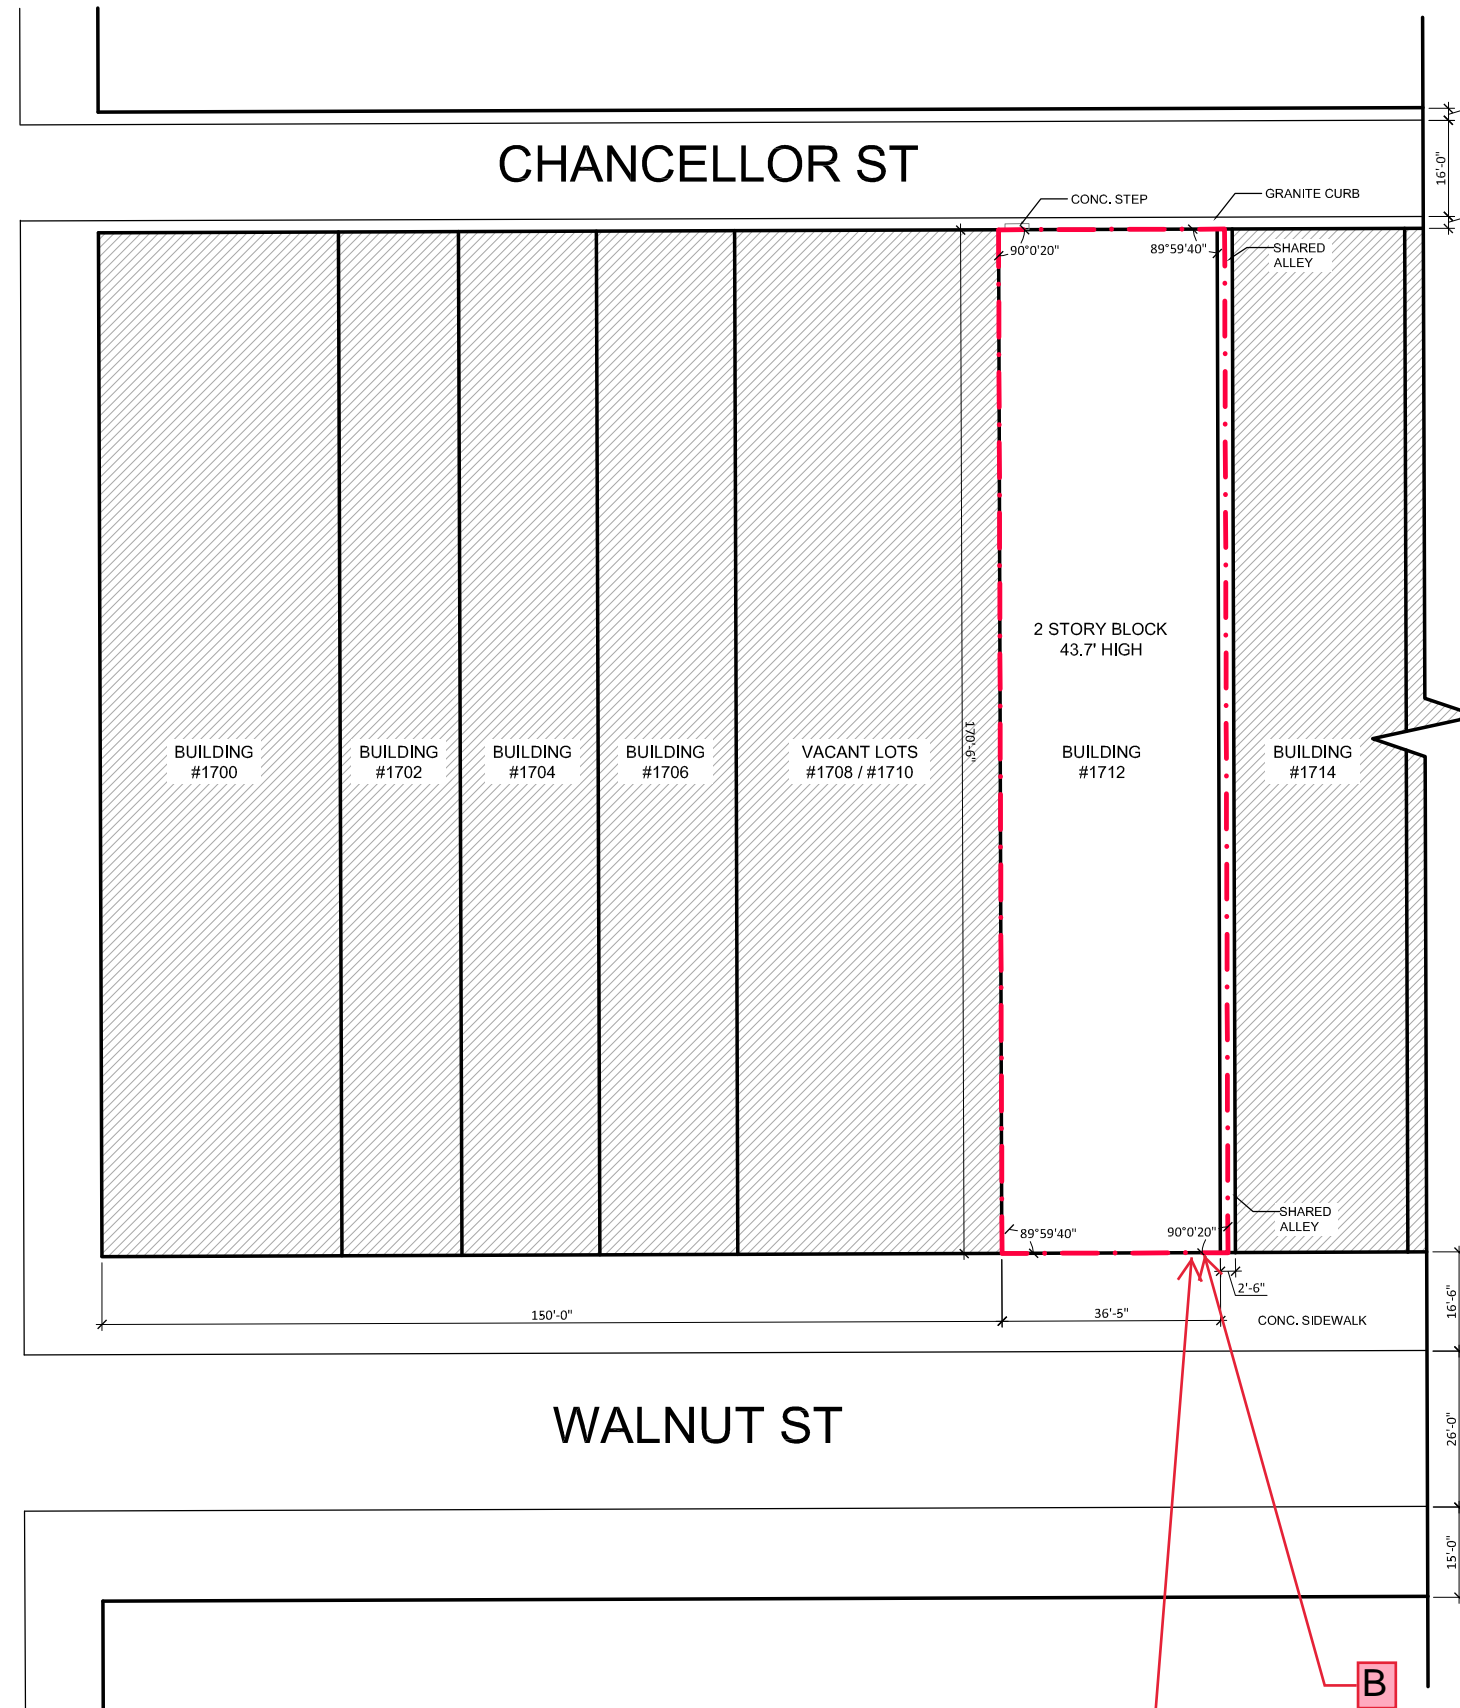 CHANCELLOR ST
16'-0"
CONC. STEP
GRANITE CURB
90°0'20"
89°59'40"
SHARED
ALLEY
2 STORY BLOCK
43.7' HIGH
170'-6"
BUILDING
#1700
BUILDING
#1702
BUILDING
#1704
BUILDING
#1706
VACANT LOTS
#1708 / #1710
BUILDING
#1712
BUILDING
#1714
SHARED
ALLEY
89°59'40"
90°0'20"
2'-6"
150'-0"
36'-5"
CONC. SIDEWALK
16'-6"
WALNUT ST
26'-0"
15'-0"
B